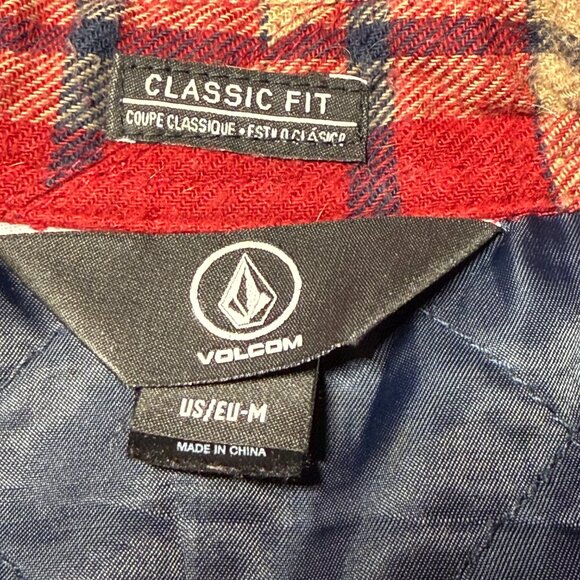 CLASSIC FIT
COUPE CLASSIQUE • ESTILO CLÁSICO
VOLCOM
US/EU-M
MADE IN CHINA